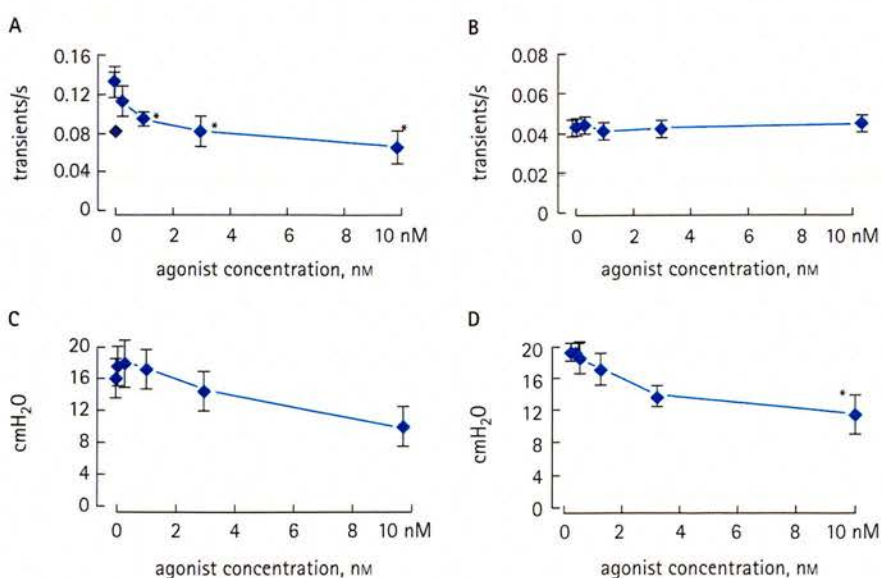 A
0.16
0.12
0.08
0.04
0
transients/s
*
*
*
0 2 4 6 8 10 nM
agonist concentration, nM
B
0.08
0.06
0.04
0.02
0
transients/s
0 2 4 6 8 10 nM
agonist concentration, nM
C
20
16
12
8
4
0
cmH₂O
0 2 4 6 8 10 nM
agonist concentration, nM
D
20
16
12
8
4
0
cmH₂O
*
0 2 4 6 8 10 nM
agonist concentration, nM